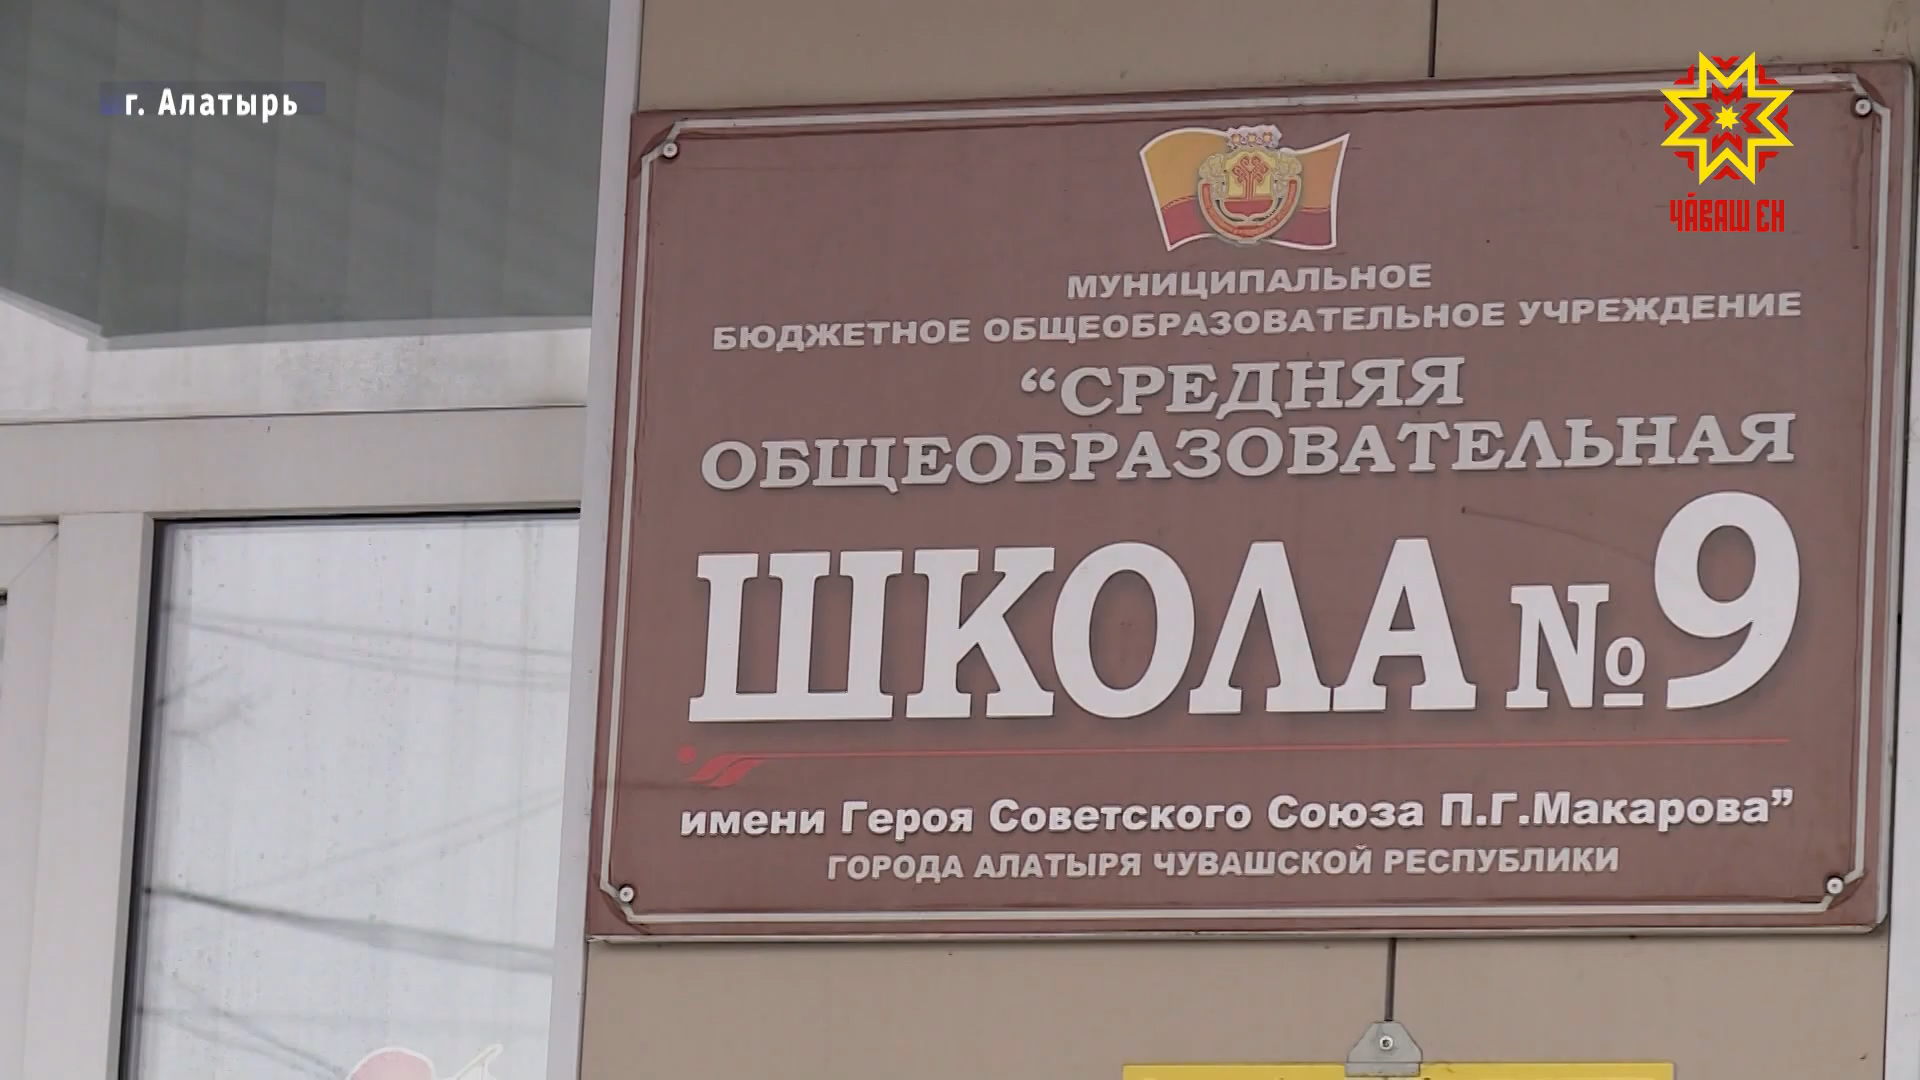 г. Алатырь
ЧӐВАШ ЕН
МУНИЦИПАЛЬНОЕ
БЮДЖЕТНОЕ ОБЩЕОБРАЗОВАТЕЛЬНОЕ УЧРЕЖДЕНИЕ
“СРЕДНЯЯ
ОБЩЕОБРАЗОВАТЕЛЬНАЯ
ШКОЛА №9
имени Героя Советского Союза П.Г.Макарова”
ГОРОДА АЛАТЫРЯ ЧУВАШСКОЙ РЕСПУБЛИКИ